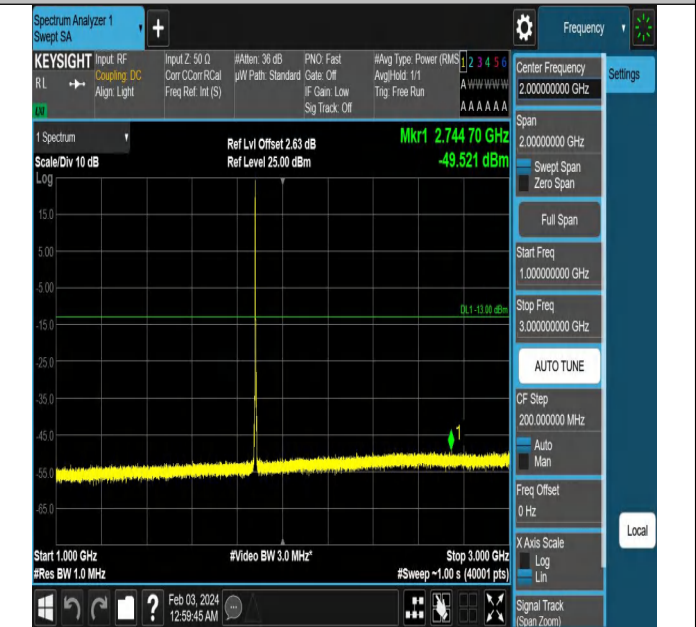 Spectrum Analyzer 1
Swept SA
+
Frequency
KEYSIGHT
Input: RF
Coupling: DC
Align: Light
Input Z: 50 Ω
Corr CCorr RCal
Freq Ref: Int (S)
#Atten: 36 dB
µW Path: Standard
PNO: Fast
Gate: Off
IF Gain: Low
Sig Track: Off
#Avg Type: Power (RMS
Avg|Hold: 1/1
Trig: Free Run
1 2 3 4 5 6
A W W W W W
A A A A A A
R L
LXI
1 Spectrum
Scale/Div 10 dB
Log
Ref Lvl Offset 2.63 dB
Ref Level 25.00 dBm
Mkr1 2.744 70 GHz
-49.521 dBm
15.0
5.00
-5.00
DL1 -13.00 dBm
-15.0
-25.0
-35.0
-45.0
1
-55.0
-65.0
Start 1.000 GHz
#Res BW 1.0 MHz
#Video BW 3.0 MHz*
Stop 3.000 GHz
#Sweep ~1.00 s (40001 pts)
?
Feb 03, 2024
12:59:45 AM
Center Frequency
2.000000000 GHz
Settings
Span
2.00000000 GHz
Swept Span
Zero Span
Full Span
Start Freq
1.000000000 GHz
Stop Freq
3.000000000 GHz
AUTO TUNE
CF Step
200.000000 MHz
Auto
Man
Freq Offset
0 Hz
X Axis Scale
Log
Lin
Local
Signal Track
(Span Zoom)